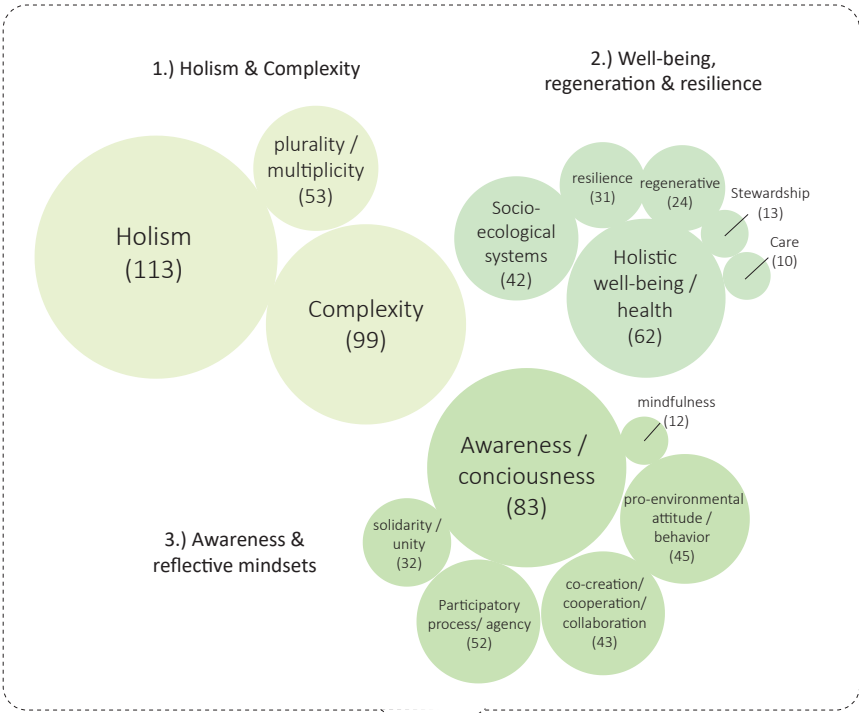 1.) Holism & Complexity
plurality /
multiplicity
(53)
Holism
(113)
Complexity
(99)
2.) Well-being,
regeneration & resilience
resilience
(31)
regenerative
(24)
Stewardship
(13)
Care
(10)
Socio-
ecological
systems
(42)
Holistic
well-being /
health
(62)
3.) Awareness &
reflective mindsets
Awareness /
conciousness
(83)
mindfulness
(12)
pro-environmental
attitude /
behavior
(45)
solidarity /
unity
(32)
Participatory
process/ agency
(52)
co-creation/
cooperation/
collaboration
(43)